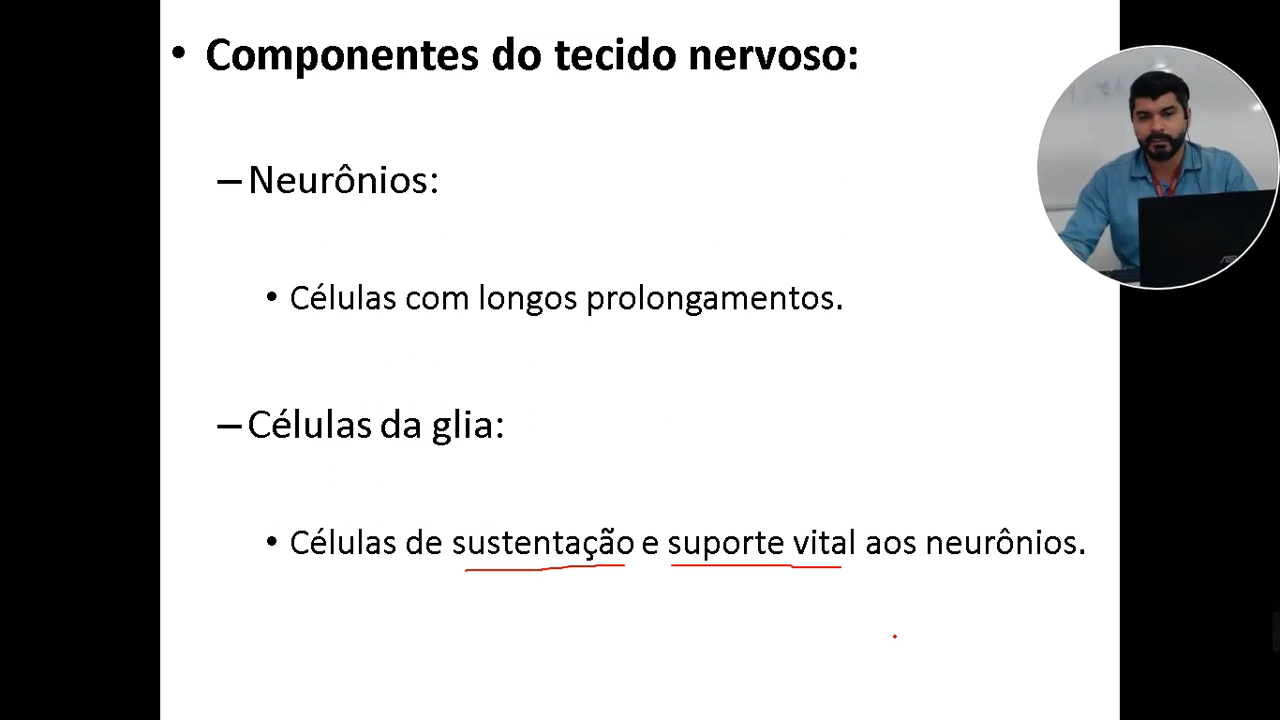 • Componentes do tecido nervoso:
– Neurônios:
• Células com longos prolongamentos.
– Células da glia:
• Células de sustentação e suporte vital aos neurônios.